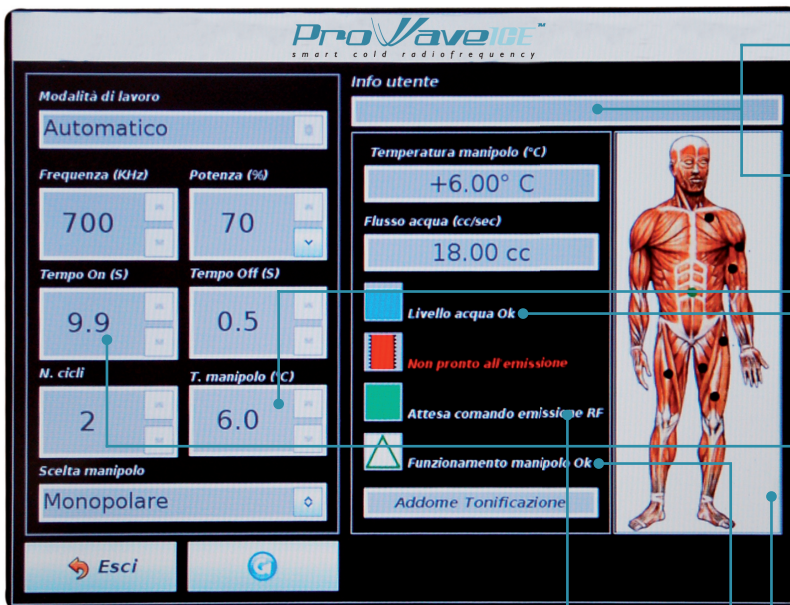 ProWave ICE™
smart cold radiofrequency
Modalità di lavoro
Automatico
Frequenza (KHz)
Potenza (%)
700
70
Tempo On (S)
Tempo Off (S)
9.9
0.5
N. cicli
T. manipolo (°C)
2
6.0
Scelta manipolo
Monopolare
Esci
Info utente
Temperatura manipolo (°C)
+6.00° C
Flusso acqua (cc/sec)
18.00 cc
Livello acqua Ok
Non pronto all'emissione
Attesa comando emissione RF
Funzionamento manipolo Ok
Addome Tonificazione